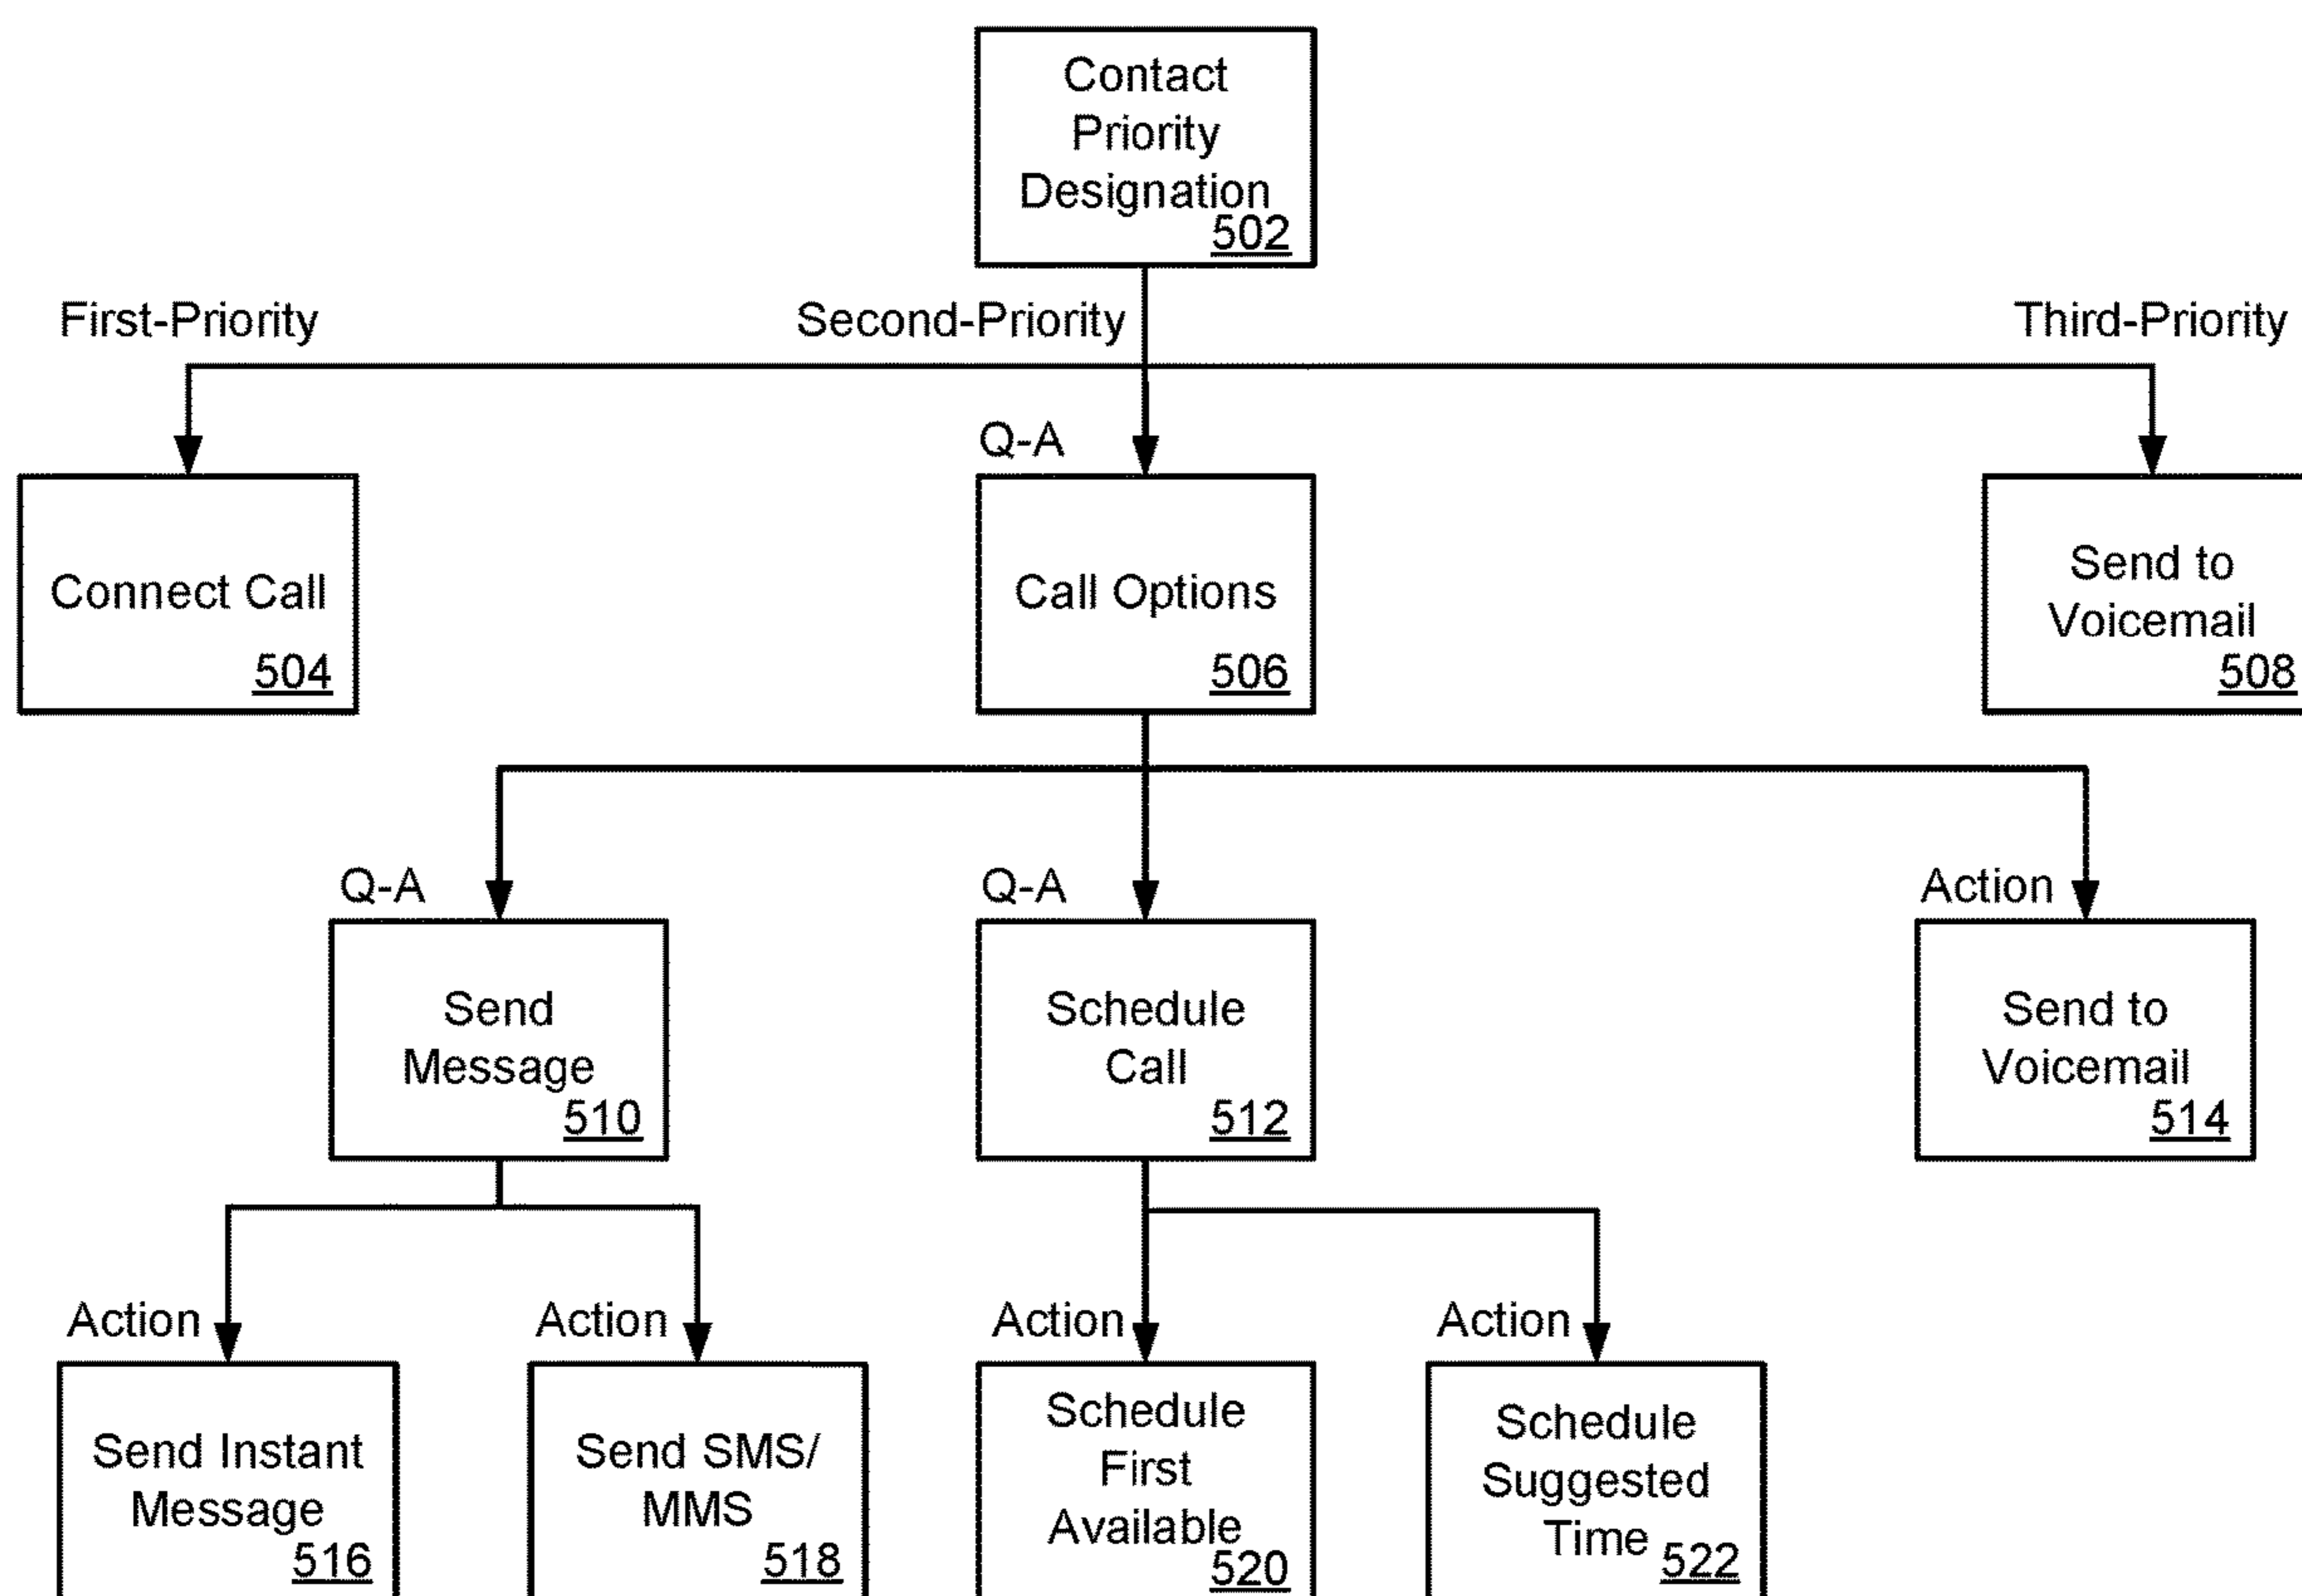 Contact
Priority
Designation
502
First-Priority
Second-Priority
Third-Priority
Q-A
Connect Call
504
Call Options
506
Send to
Voicemail
508
Q-A
Q-A
Action
Send
Message
510
Schedule
Call
512
Send to
Voicemail
514
Action
Action
Action
Action
Send Instant
Message
516
Send SMS/
MMS
518
Schedule
First
Available
520
Schedule
Suggested
Time
522